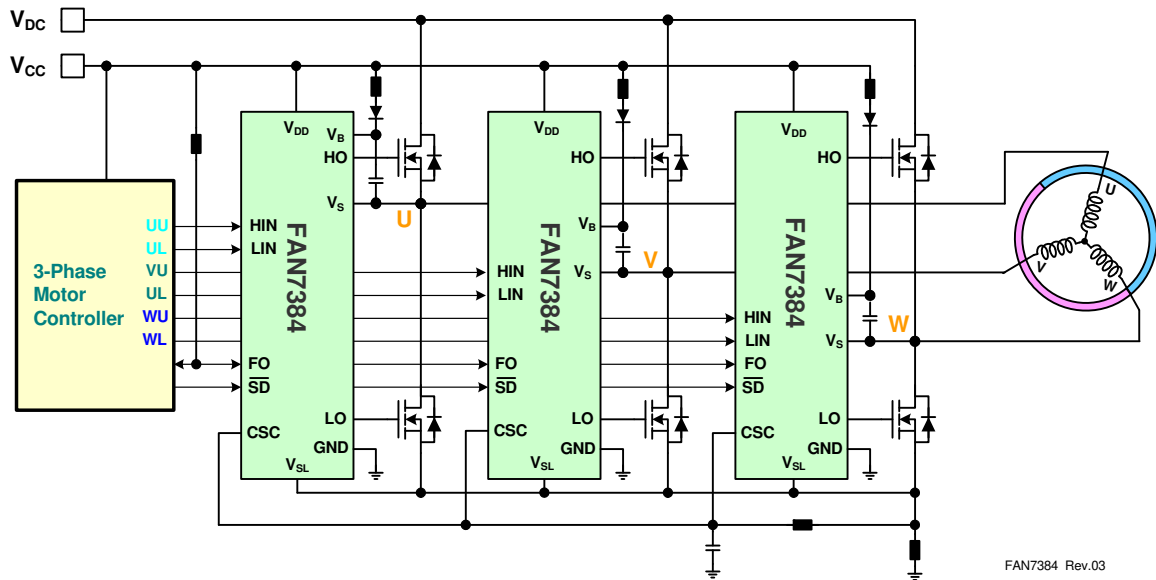 VDC
VCC
3-Phase
Motor
Controller
UU
UL
VU
UL
WU
WL
FAN7384
VDD
VB
HO
VS
HIN
LIN
FO
SD
LO
CSC
GND
VSL
U
FAN7384
VDD
HO
VB
VS
HIN
LIN
FO
SD
LO
CSC
GND
VSL
V
FAN7384
VDD
HO
VB
VS
HIN
LIN
FO
SD
LO
CSC
GND
VSL
W
U
V
W
FAN7384 Rev.03